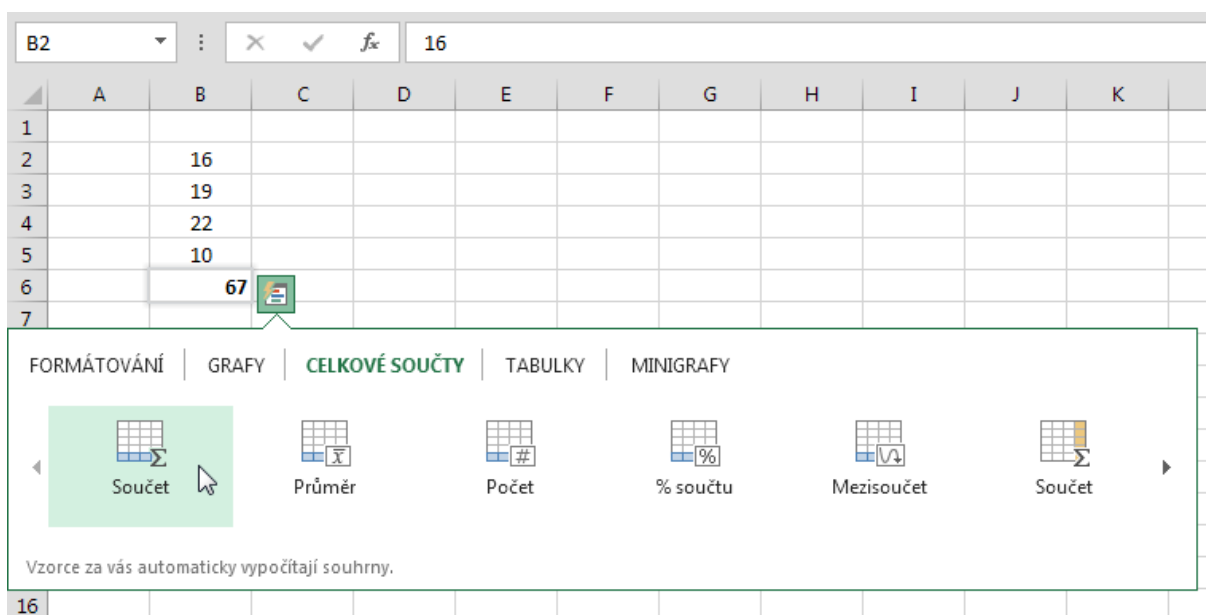 B2 fx 16
A B C D E F G H I J K
1
2 16
3 19
4 22
5 10
6 67
7
FORMÁTOVÁNÍ GRAFY CELKOVÉ SOUČTY TABULKY MINIGRAFY
Součet Průměr Počet % součtu Mezisoučet Součet
Vzorce za vás automaticky vypočítají souhrny.
16